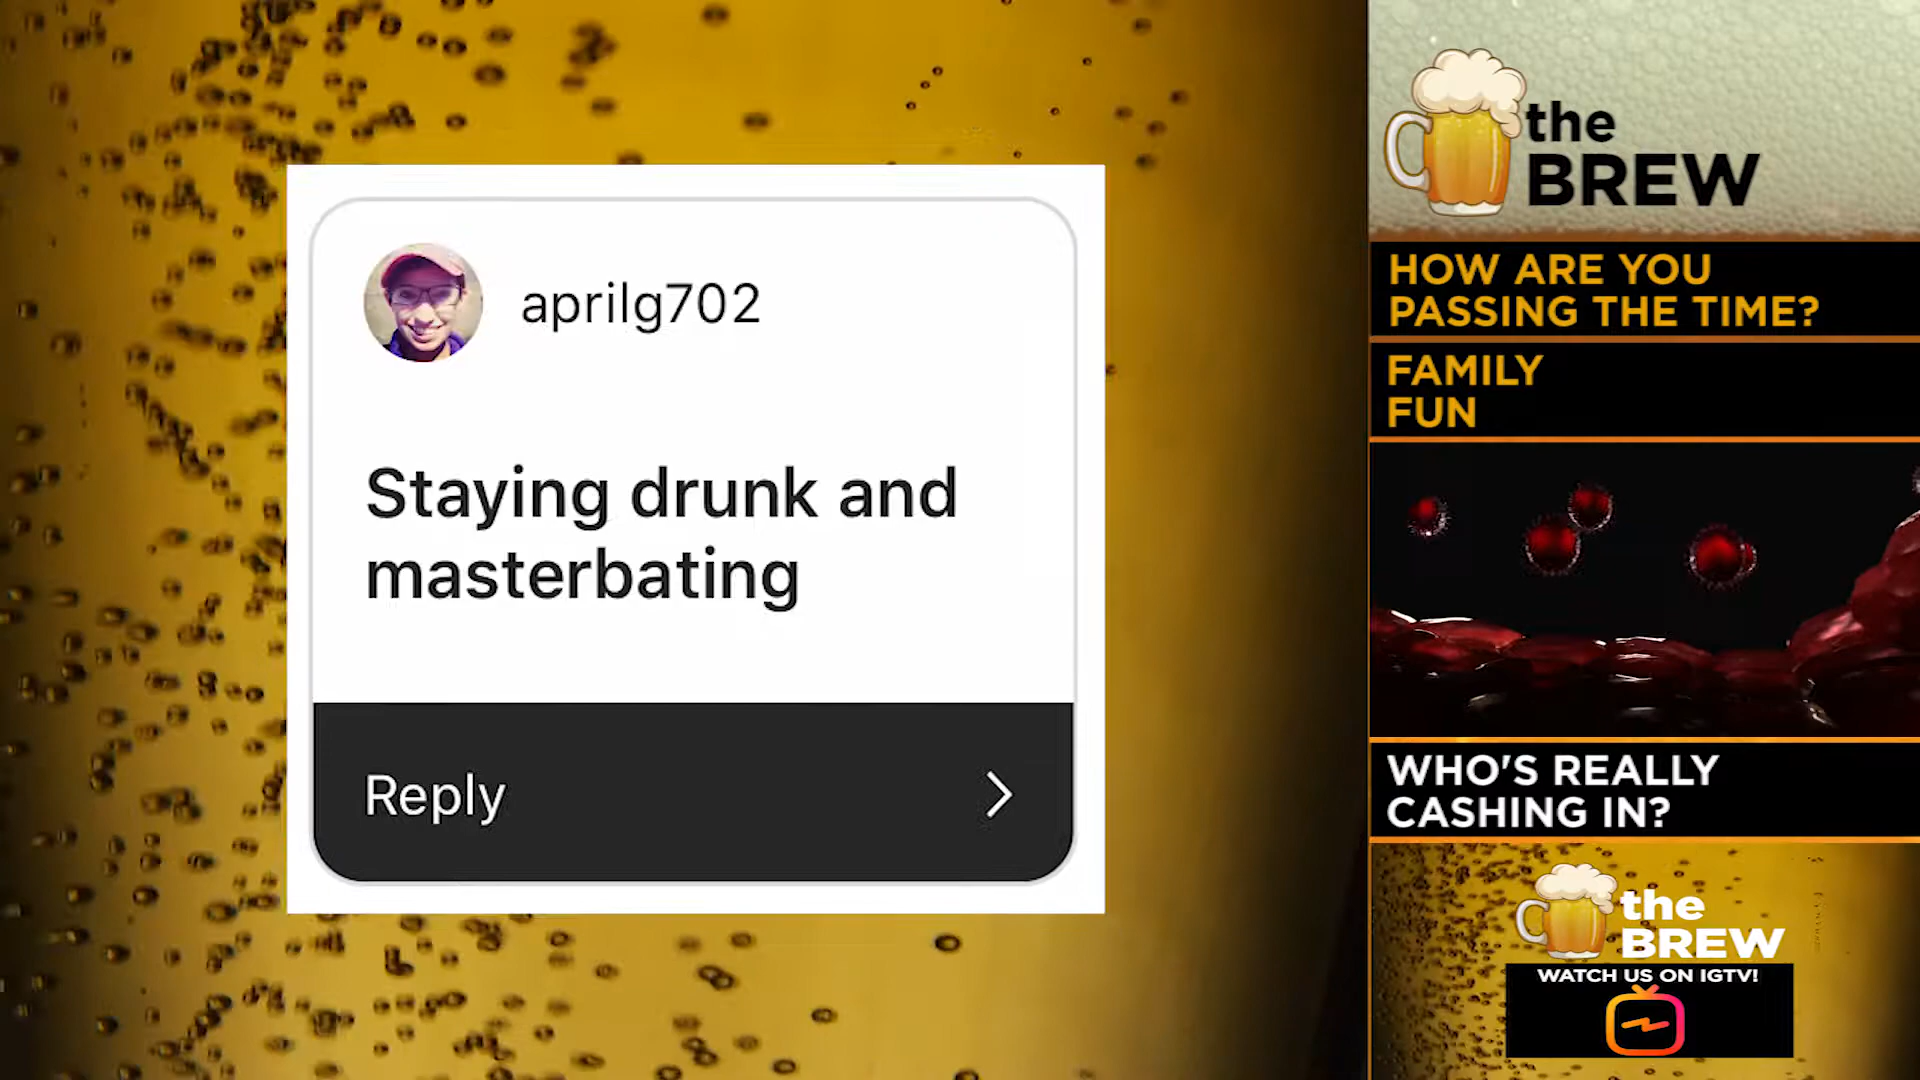 aprilg702
Staying drunk and
masterbating
Reply
the
BREW
HOW ARE YOU
PASSING THE TIME?
FAMILY
FUN
WHO'S REALLY
CASHING IN?
the
BREW
WATCH US ON IGTV!